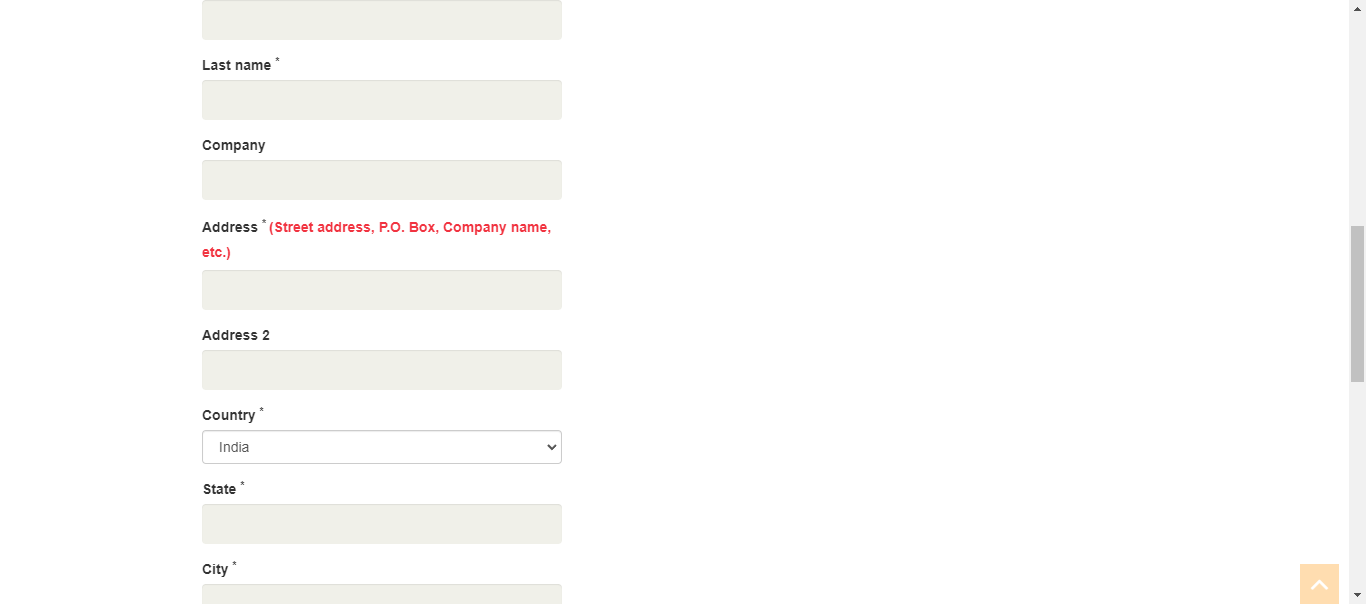 Last name *
Company
Address * (Street address, P.O. Box, Company name,
etc.)
Address 2
Country *
India
State *
City *